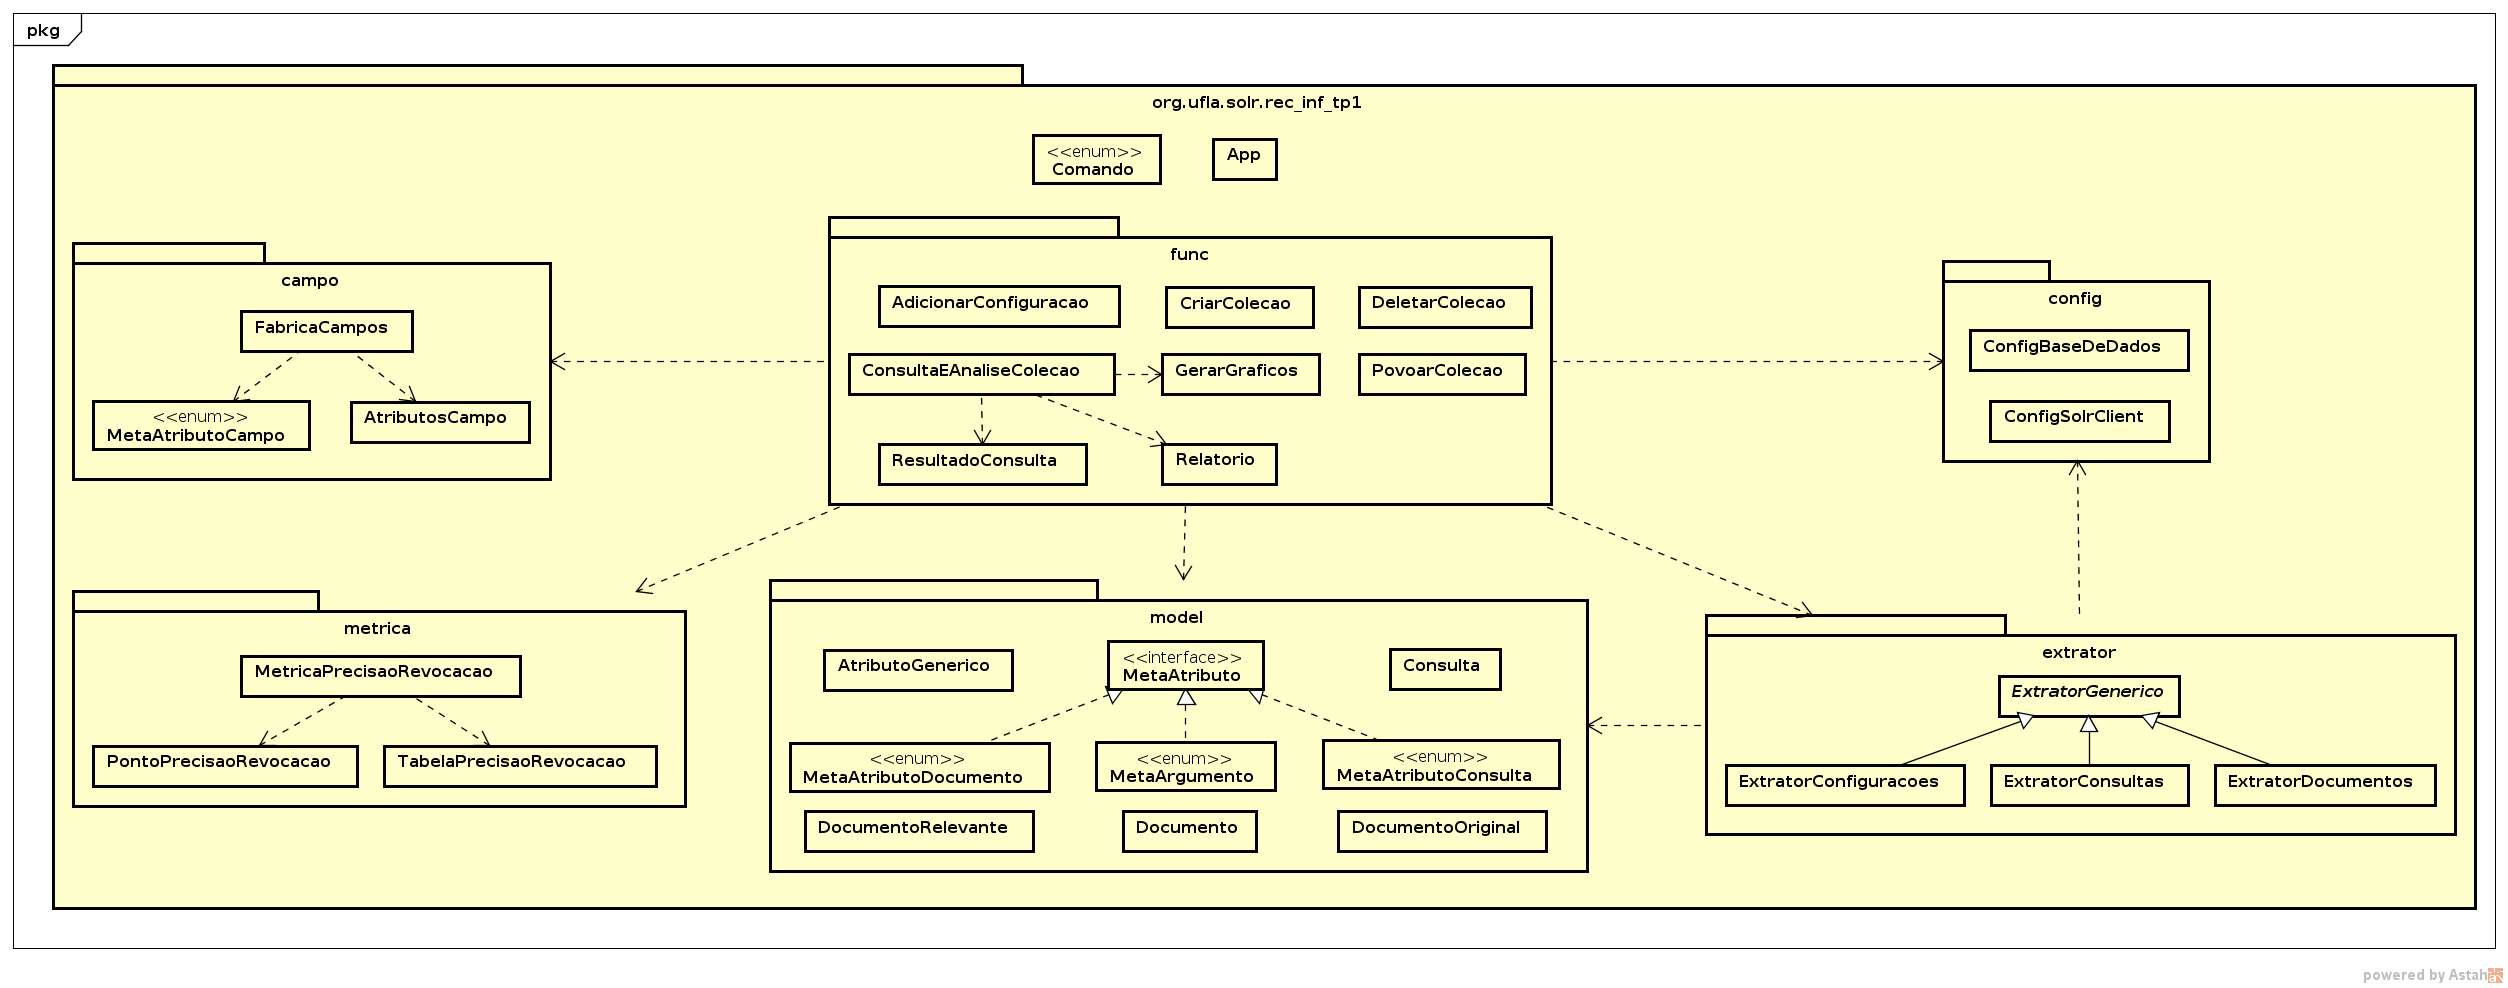 pkg
org.ufla.solr.rec_inf_tp1
<<enum>>
Comando
App
campo
FabricaCampos
<<enum>>
MetaAtributoCampo
AtributosCampo
func
AdicionarConfiguracao
CriarColecao
DeletarColecao
ConsultaEAnaliseColecao
GerarGraficos
PovoarColecao
ResultadoConsulta
Relatorio
config
ConfigBaseDeDados
ConfigSolrClient
metrica
MetricaPrecisaoRevocacao
PontoPrecisaoRevocacao
TabelaPrecisaoRevocacao
model
AtributoGenerico
<<interface>>
MetaAtributo
Consulta
<<enum>>
MetaAtributoDocumento
<<enum>>
MetaArgumento
<<enum>>
MetaAtributoConsulta
DocumentoRelevante
Documento
DocumentoOriginal
extrator
ExtratorGenerico
ExtratorConfiguracoes
ExtratorConsultas
ExtratorDocumentos
powered by Astah